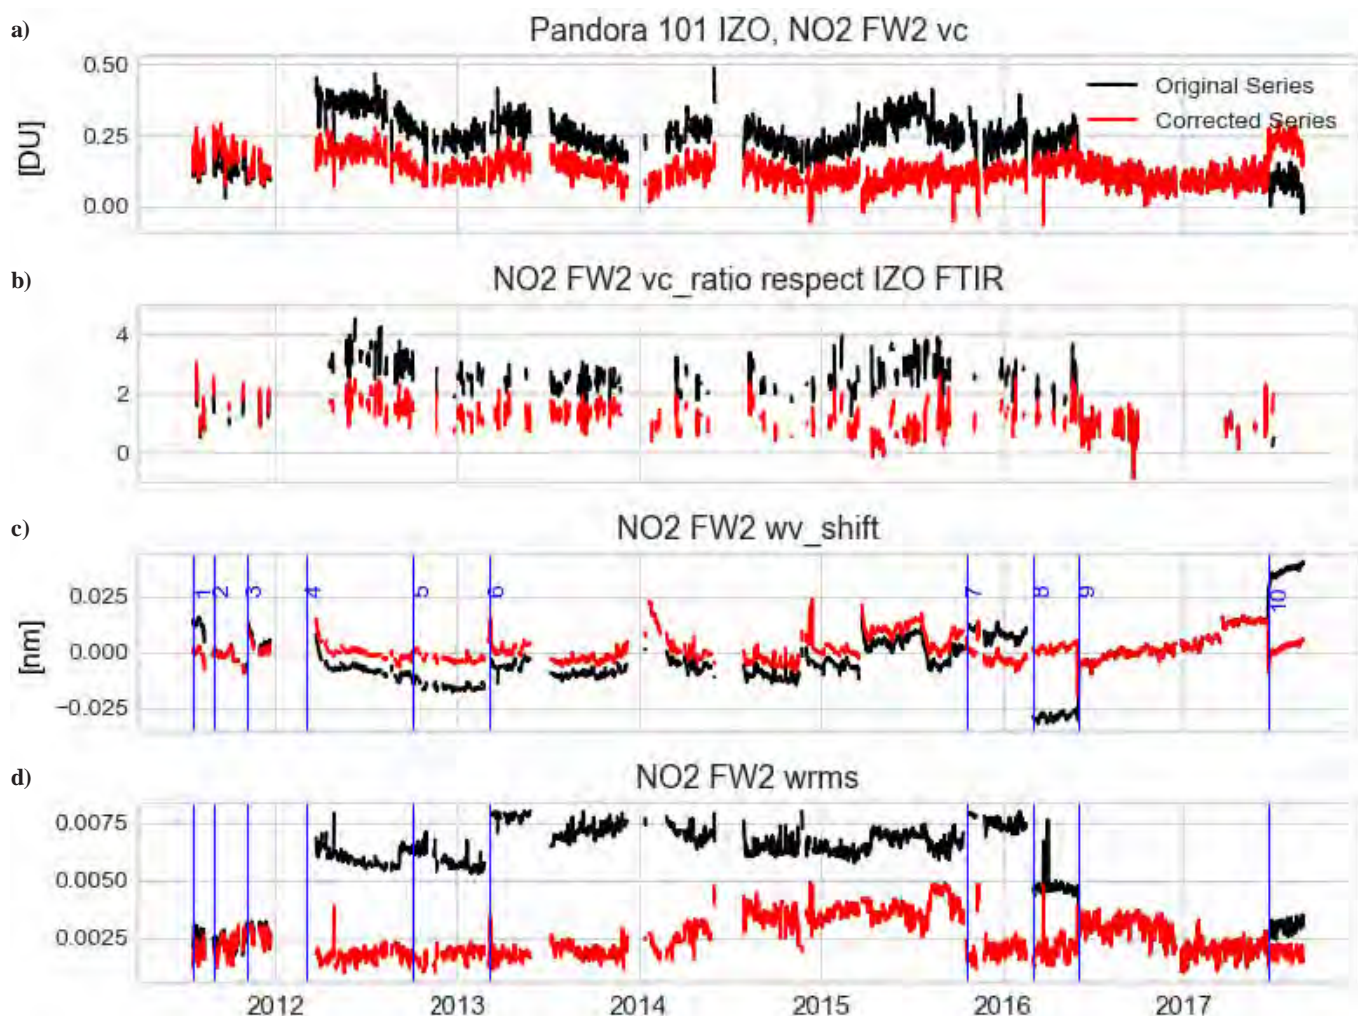 a)
Pandora 101 IZO, NO2 FW2 vc
0.50
0.25
0.00
[DU]
Original Series
Corrected Series
b)
NO2 FW2 vc_ratio respect IZO FTIR
4
2
0
c)
NO2 FW2 wv_shift
0.025
0.000
−0.025
[nm]
1 2 3 4 5 6 7 8 9 10
d)
NO2 FW2 wrms
0.0075
0.0050
0.0025
2012 2013 2014 2015 2016 2017